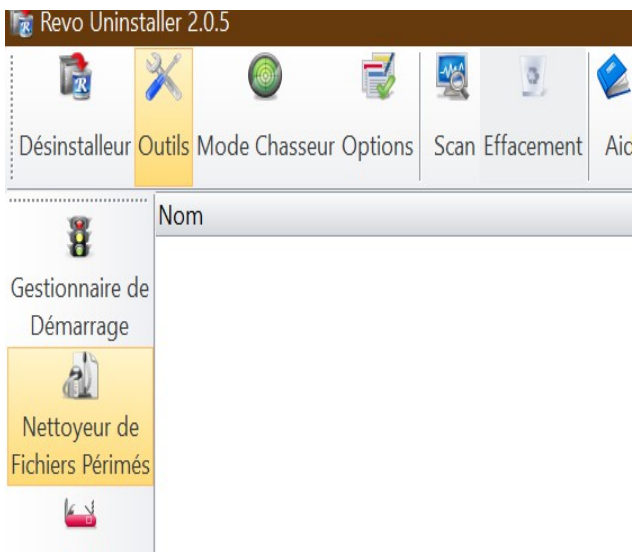 Revo Uninstaller 2.0.5
Désinstalleur Outils Mode Chasseur Options Scan Effacement Aid
Nom
Gestionnaire de
Démarrage
Nettoyeur de
Fichiers Périmés